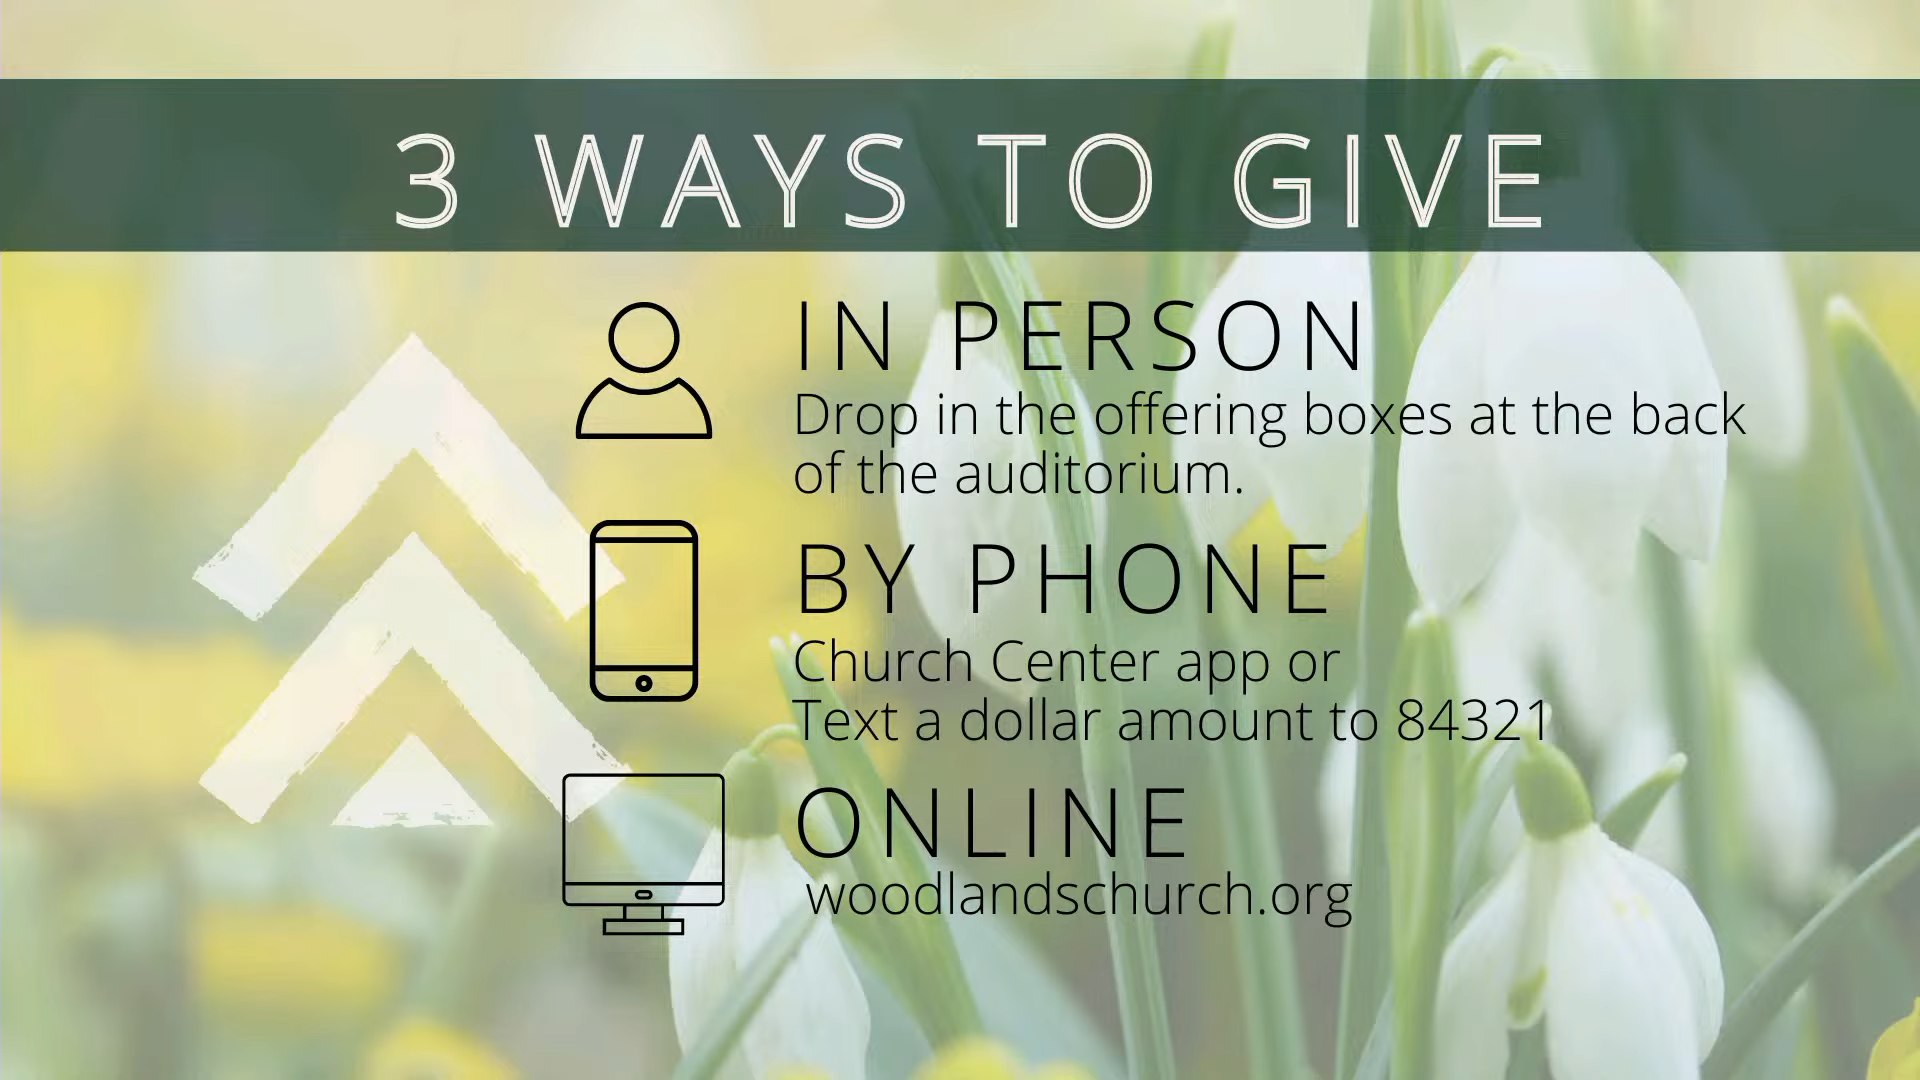 3 WAYS TO GIVE
IN PERSON
Drop in the offering boxes at the back
of the auditorium.
BY PHONE
Church Center app or
Text a dollar amount to 84321
ONLINE
woodlandschurch.org